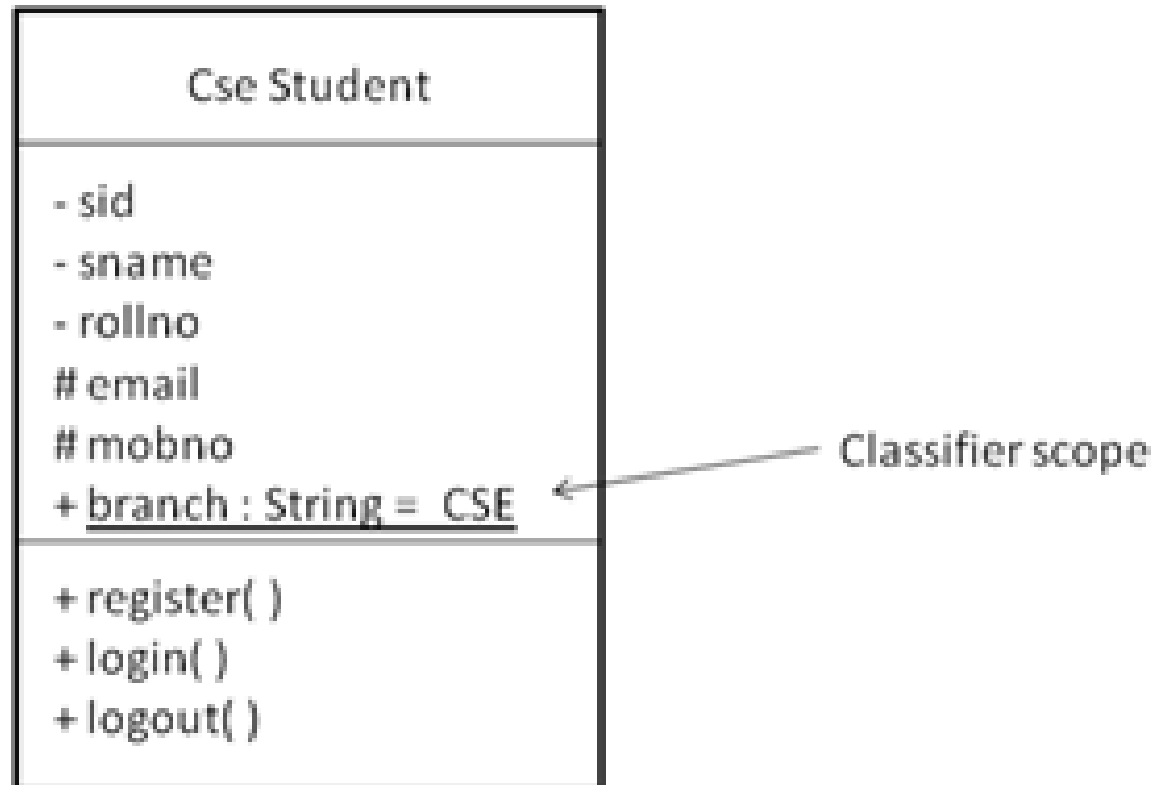 Cse Student
- sid
- sname
- rollno
# email
# mobno
+ branch : String = CSE
Classifier scope
+ register( )
+ login( )
+ logout( )